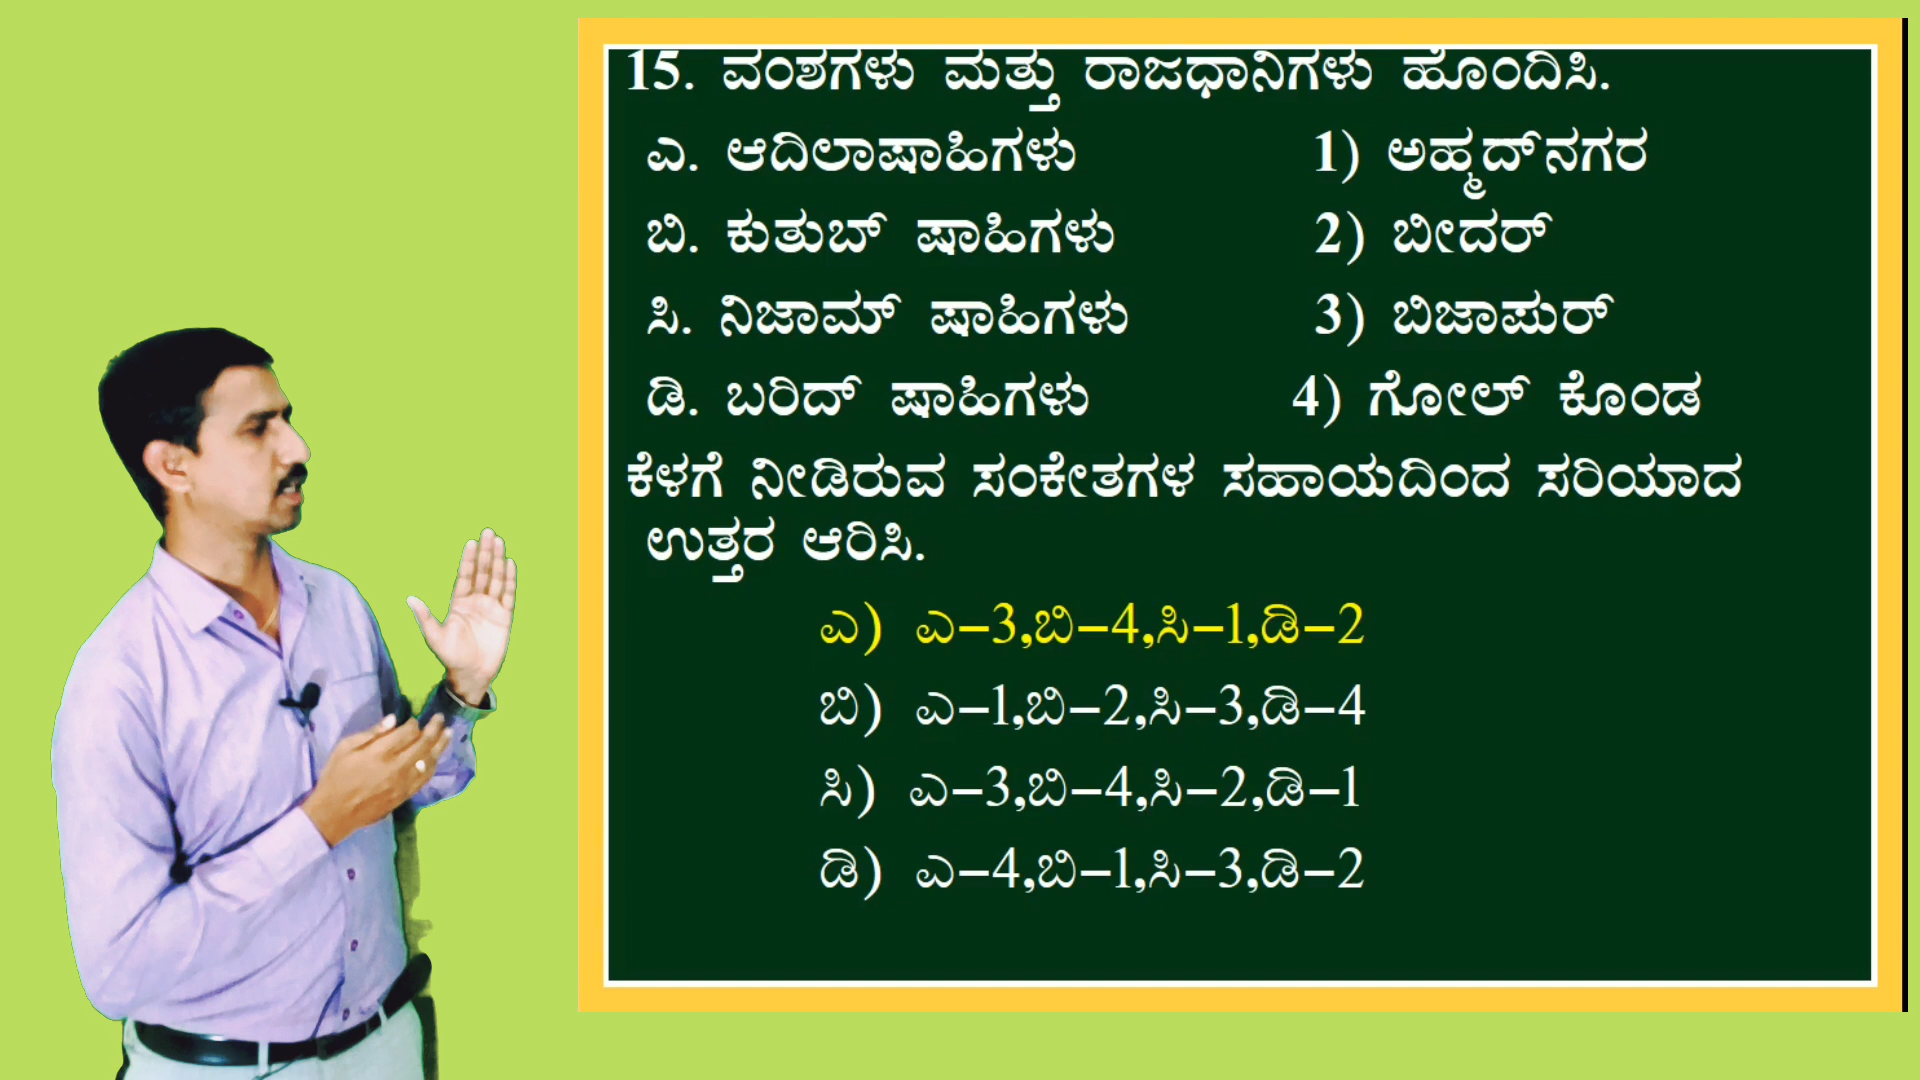 15. ವಂಶಗಳು ಮತ್ತು ರಾಜಧಾನಿಗಳು ಹೊಂದಿಸಿ.
ಎ. ಆದಿಲಾಷಾಹಿಗಳು 1) ಅಹ್ಮದ್‌ನಗರ
ಬಿ. ಕುತುಬ್ ಷಾಹಿಗಳು 2) ಬೀದರ್
ಸಿ. ನಿಜಾಮ್ ಷಾಹಿಗಳು 3) ಬಿಜಾಪುರ್
ಡಿ. ಬರಿದ್ ಷಾಹಿಗಳು 4) ಗೋಲ್ ಕೊಂಡ
ಕೆಳಗೆ ನೀಡಿರುವ ಸಂಕೇತಗಳ ಸಹಾಯದಿಂದ ಸರಿಯಾದ
ಉತ್ತರ ಆರಿಸಿ.
ಎ) ಎ–3,ಬಿ–4,ಸಿ–1,ಡಿ–2
ಬಿ) ಎ–1,ಬಿ–2,ಸಿ–3,ಡಿ–4
ಸಿ) ಎ–3,ಬಿ–4,ಸಿ–2,ಡಿ–1
ಡಿ) ಎ–4,ಬಿ–1,ಸಿ–3,ಡಿ–2